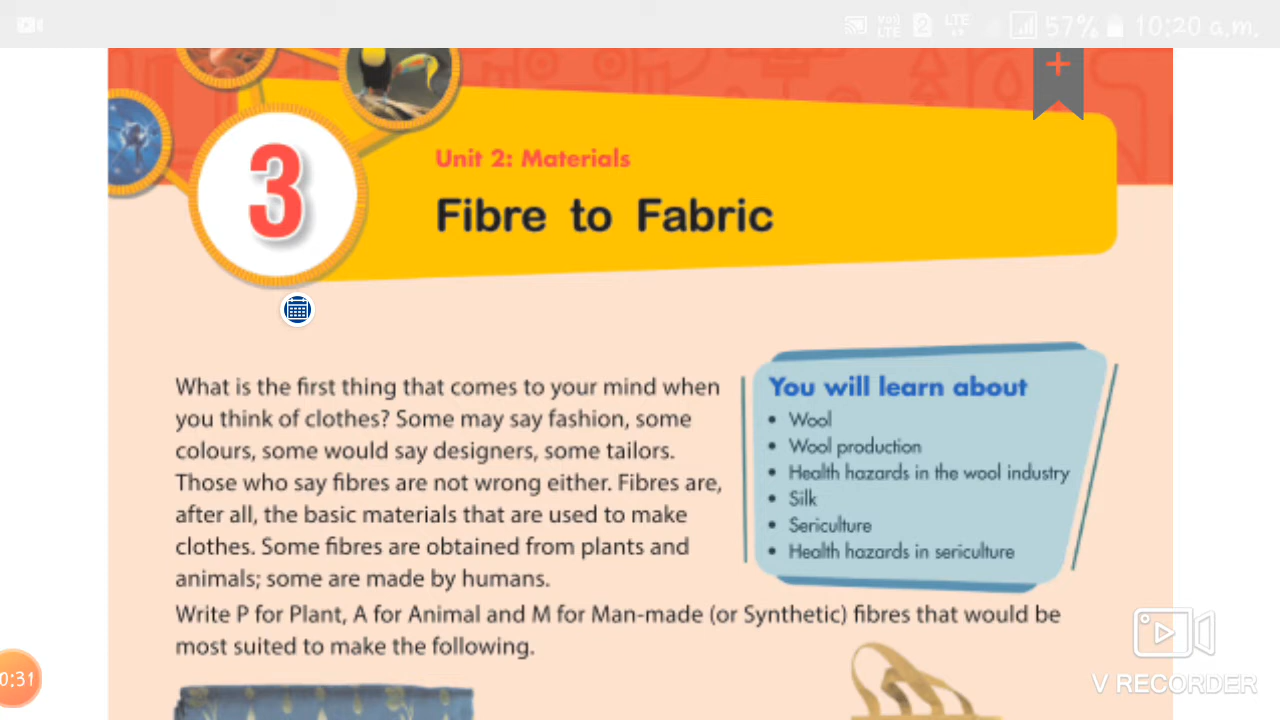 Vo))
LTE
2
LTE
57%
10:20 a.m.
3
Unit 2: Materials
Fibre to Fabric
What is the first thing that comes to your mind when
you think of clothes? Some may say fashion, some
colours, some would say designers, some tailors.
Those who say fibres are not wrong either. Fibres are,
after all, the basic materials that are used to make
clothes. Some fibres are obtained from plants and
animals; some are made by humans.
You will learn about
• Wool
• Wool production
• Health hazards in the wool industry
• Silk
• Sericulture
• Health hazards in sericulture
Write P for Plant, A for Animal and M for Man-made (or Synthetic) fibres that would be
most suited to make the following.
0:31
V RECORDER